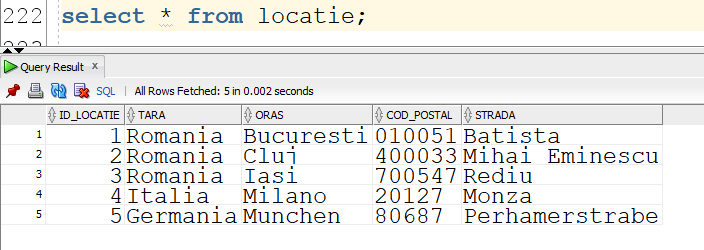 222 select * from locatie;
Query Result x
SQL | All Rows Fetched: 5 in 0.002 seconds
ID_LOCATIE TARA ORAS COD_POSTAL STRADA
1 1 Romania Bucuresti 010051 Batista
2 2 Romania Cluj 400033 Mihai Eminescu
3 3 Romania Iasi 700547 Rediu
4 4 Italia Milano 20127 Monza
5 5 Germania Munchen 80687 Perhamerstrabe